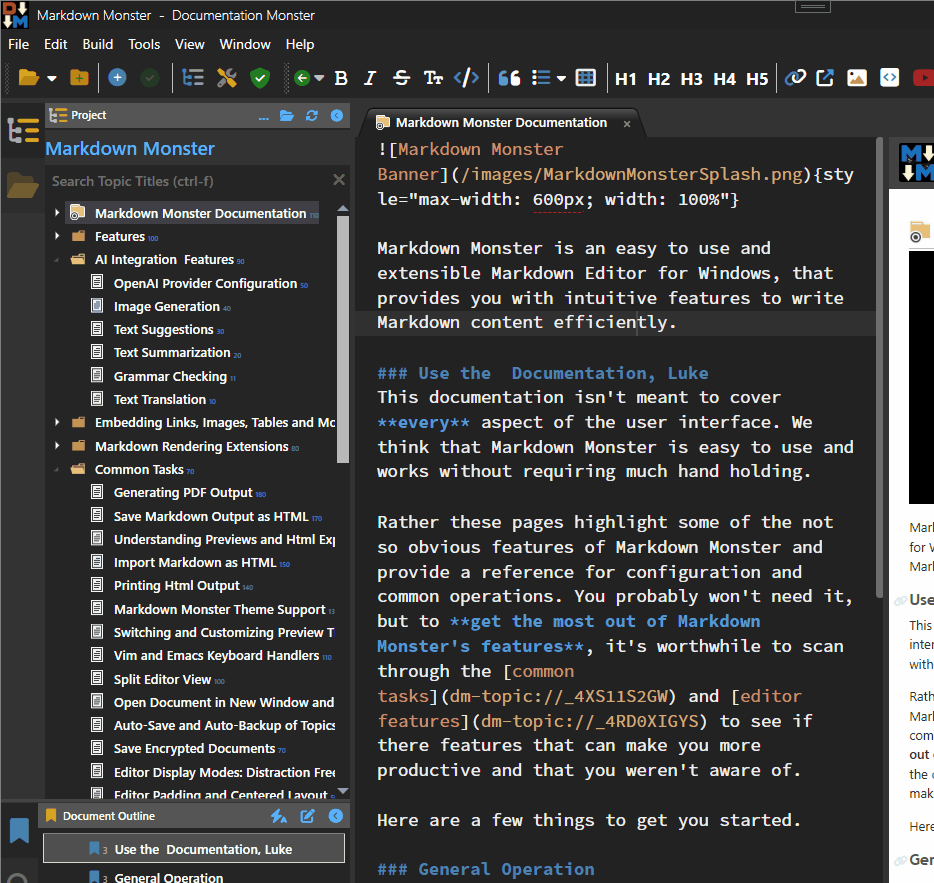 Markdown Monster - Documentation Monster
File Edit Build Tools View Window Help
B I S Tт </> H1 H2 H3 H4 H5
Project ...
Markdown Monster
Search Topic Titles (ctrl-f)
Markdown Monster Documentation 110
Features 100
AI Integration Features 90
OpenAI Provider Configuration 50
Image Generation 40
Text Suggestions 30
Text Summarization 20
Grammar Checking 11
Text Translation 10
Embedding Links, Images, Tables and Mo
Markdown Rendering Extensions 80
Common Tasks 70
Generating PDF Output 180
Save Markdown Output as HTML 170
Understanding Previews and Html Exp
Import Markdown as HTML 150
Printing Html Output 140
Markdown Monster Theme Support 13
Switching and Customizing Preview T
Vim and Emacs Keyboard Handlers 110
Split Editor View 100
Open Document in New Window and
Auto-Save and Auto-Backup of Topics
Save Encrypted Documents 70
Editor Display Modes: Distraction Free
Editor Padding and Centered Layout
Document Outline
3 Use the Documentation, Luke
3 General Operation
Markdown Monster Documentation ×
![Markdown Monster
Banner](/images/MarkdownMonsterSplash.png){sty
le="max-width: 600px; width: 100%"}
Markdown Monster is an easy to use and
extensible Markdown Editor for Windows, that
provides you with intuitive features to write
Markdown content efficiently.
### Use the  Documentation, Luke
This documentation isn't meant to cover
**every** aspect of the user interface. We
think that Markdown Monster is easy to use and
works without requiring much hand holding.
Rather these pages highlight some of the not
so obvious features of Markdown Monster and
provide a reference for configuration and
common operations. You probably won't need it,
but to **get the most out of Markdown
Monster's features**, it's worthwhile to scan
through the [common
tasks](dm-topic://_4XS11S2GW) and [editor
features](dm-topic://_4RD0XIGYS) to see if
there features that can make you more
productive and that you weren't aware of.
Here are a few things to get you started.
### General Operation
Mark
for W
Mark
Use
This
inter
with
Rath
Mark
com
out
the c
mak
Here
Gen